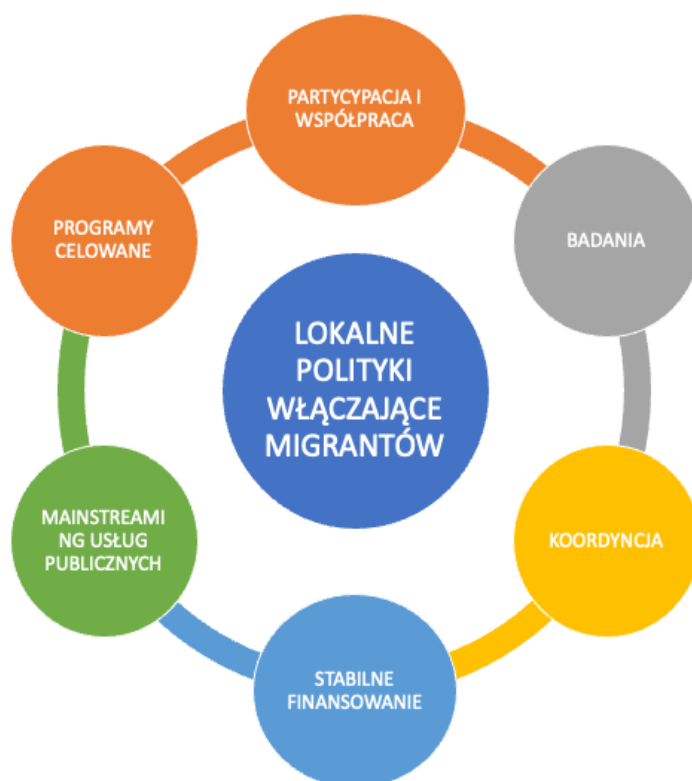 PARTYCYPACJA I
WSPÓŁPRACA
BADANIA
KOORDYNCJA
STABILNE
FINANSOWANIE
MAINSTREAMI
NG USŁUG
PUBLICZNYCH
PROGRAMY
CELOWANE
LOKALNE
POLITYKI
WŁĄCZAJĄCE
MIGRANTÓW